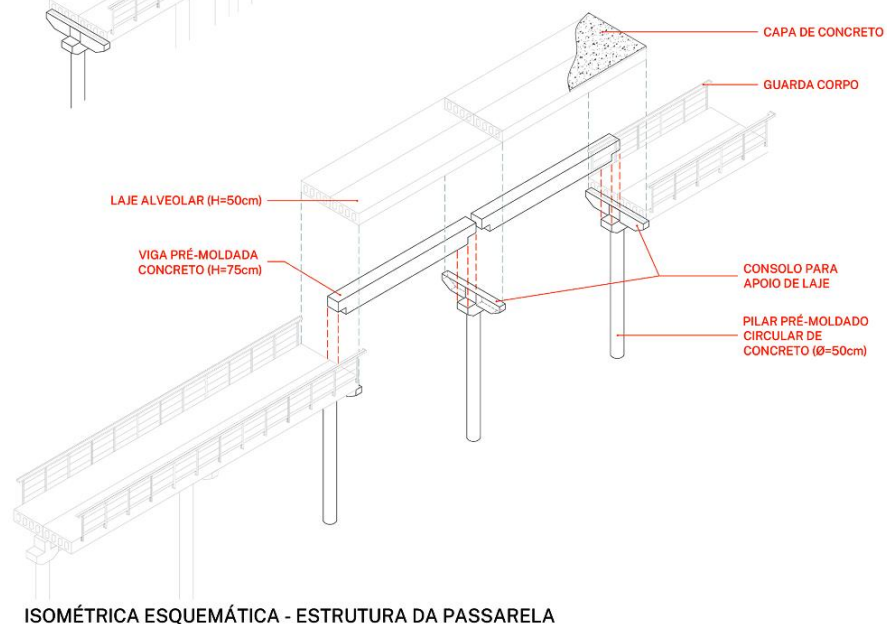 CAPA DE CONCRETO
GUARDA CORPO
LAJE ALVEOLAR (H=50cm)
VIGA PRÉ-MOLDADA
CONCRETO (H=75cm)
CONSOLO PARA
APOIO DE LAJE
PILAR PRÉ-MOLDADO
CIRCULAR DE
CONCRETO (Ø=50cm)
ISOMÉTRICA ESQUEMÁTICA - ESTRUTURA DA PASSARELA